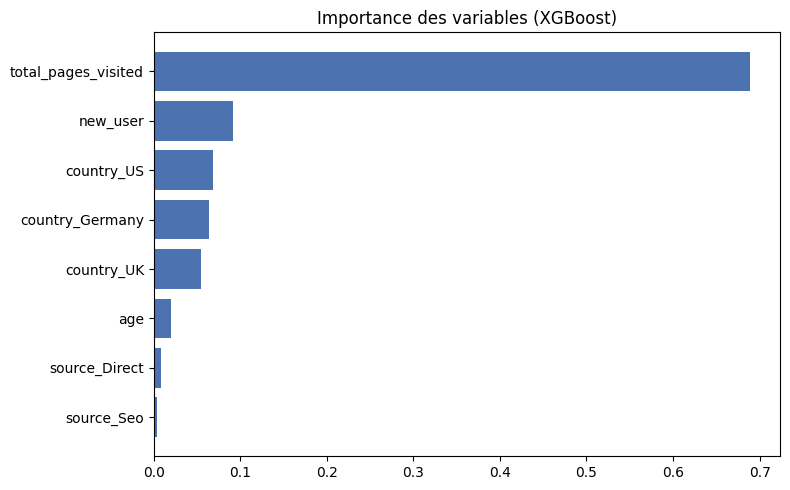 Importance des variables (XGBoost)
total_pages_visited
new_user
country_US
country_Germany
country_UK
age
source_Direct
source_Seo
0.0 0.1 0.2 0.3 0.4 0.5 0.6 0.7